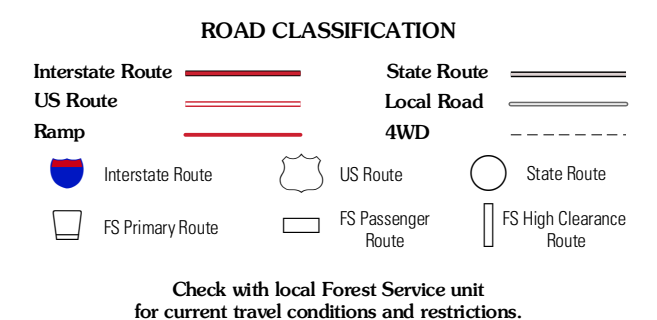 ROAD CLASSIFICATION
Interstate Route
State Route
US Route
Local Road
Ramp
4WD
Interstate Route
US Route
State Route
FS Primary Route
FS Passenger
Route
FS High Clearance
Route
Check with local Forest Service unit
for current travel conditions and restrictions.